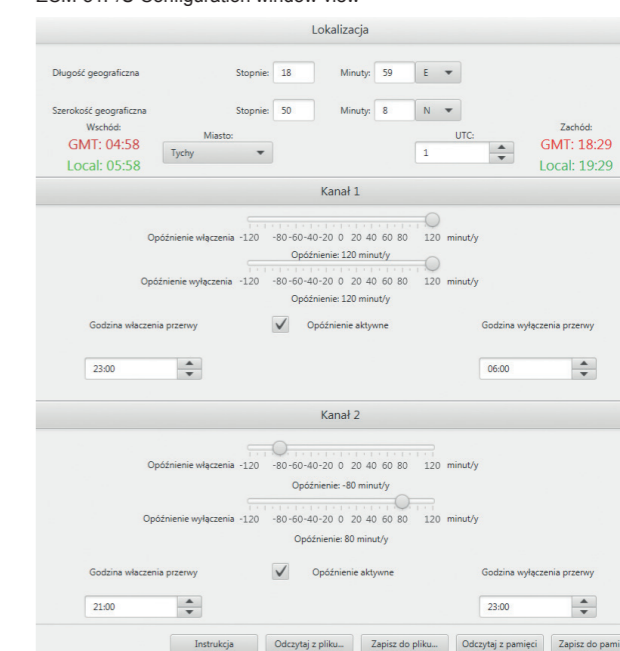 Lokalizacja
Długość geograficzna Stopnie: 18 Minuty: 59 E
Szerokość geograficzna Stopnie: 50 Minuty: 8 N
Wschód: Miasto: UTC: Zachód:
GMT: 04:58 Tychy 1 GMT: 18:29
Local: 05:58 Local: 19:29
Kanał 1
Opóźnienie włączenia -120 -80 -60 -40 -20 0 20 40 60 80 120 minut/y
Opóźnienie: 120 minut/y
Opóźnienie wyłączenia -120 -80 -60 -40 -20 0 20 40 60 80 120 minut/y
Opóźnienie: 120 minut/y
Godzina właczenia przerwy Opóźnienie aktywne Godzina wyłączenia przerwy
23:00 06:00
Kanał 2
Opóźnienie włączenia -120 -80 -60 -40 -20 0 20 40 60 80 120 minut/y
Opóźnienie: -80 minut/y
Opóźnienie wyłączenia -120 -80 -60 -40 -20 0 20 40 60 80 120 minut/y
Opóźnienie: 80 minut/y
Godzina właczenia przerwy Opóźnienie aktywne Godzina wyłączenia przerwy
21:00 23:00
Instrukcja Odczytaj z pliku... Zapisz do pliku... Odczytaj z pamięci Zapisz do pami